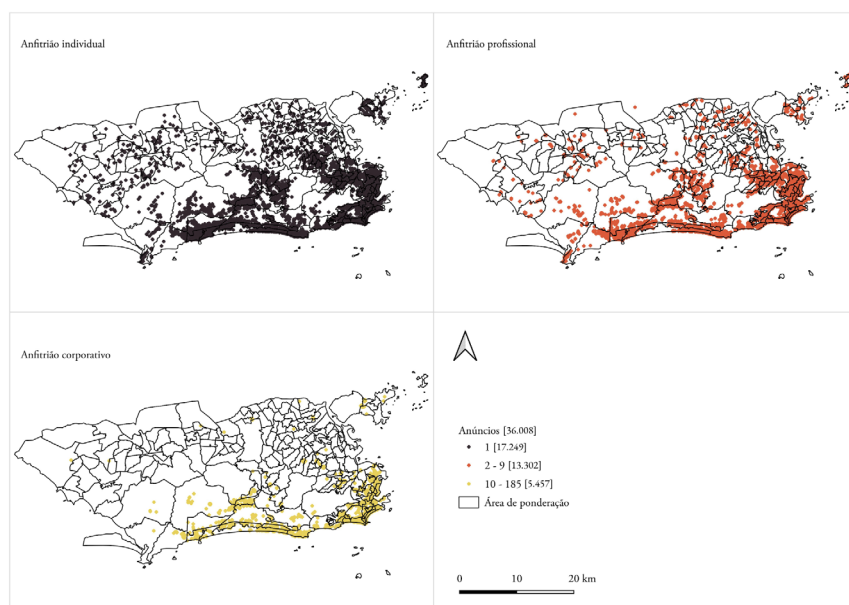 Anfitrião individual
Anfitrião profissional
Anfitrião corporativo
Anúncios [36.008]
1 [17.249]
2 - 9 [13.302]
10 - 185 [5.457]
Área de ponderação
0 10 20 km